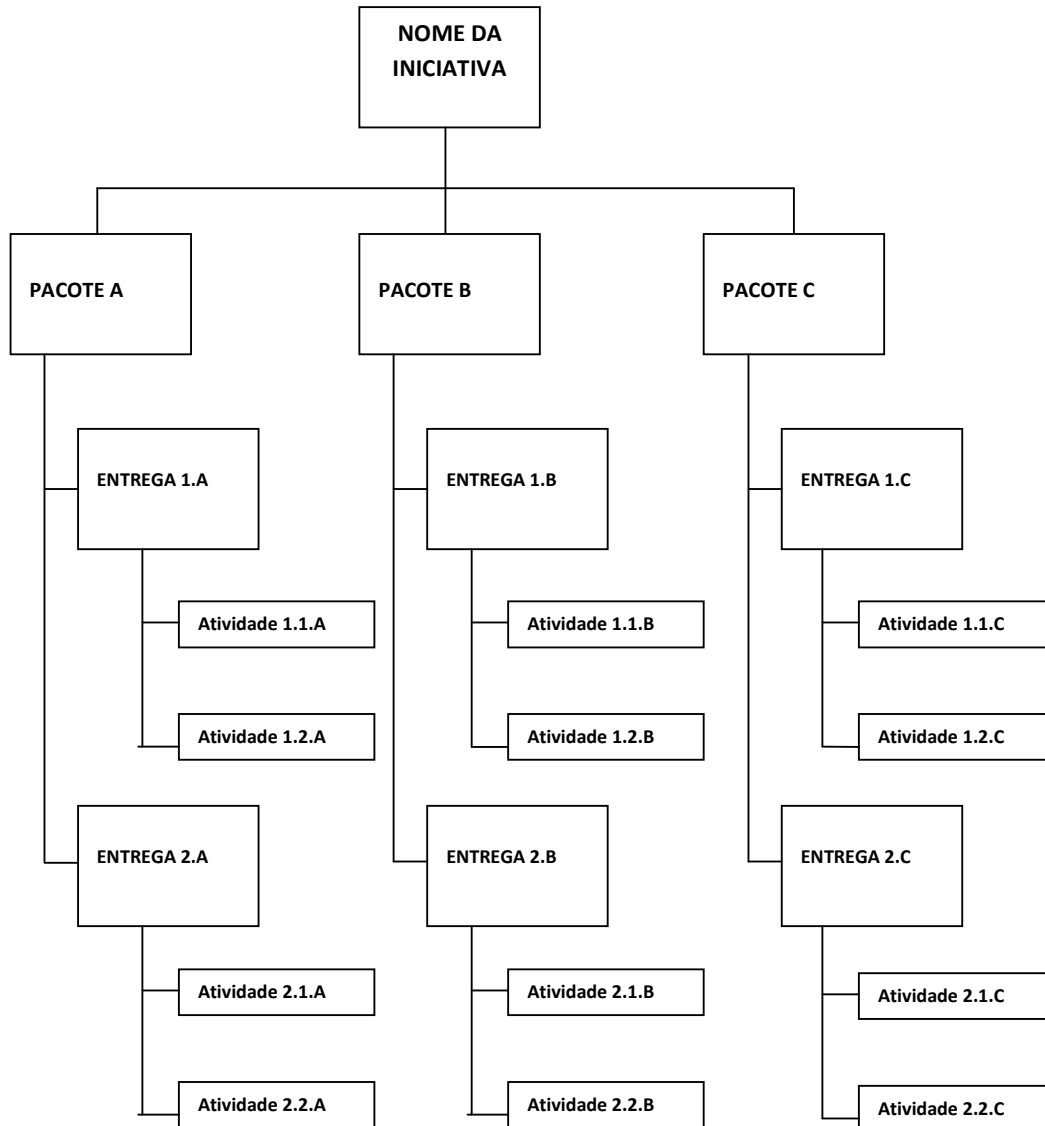 NOME DA
INICIATIVA
PACOTE A
PACOTE B
PACOTE C
ENTREGA 1.A
ENTREGA 1.B
ENTREGA 1.C
Atividade 1.1.A
Atividade 1.1.B
Atividade 1.1.C
Atividade 1.2.A
Atividade 1.2.B
Atividade 1.2.C
ENTREGA 2.A
ENTREGA 2.B
ENTREGA 2.C
Atividade 2.1.A
Atividade 2.1.B
Atividade 2.1.C
Atividade 2.2.A
Atividade 2.2.B
Atividade 2.2.C